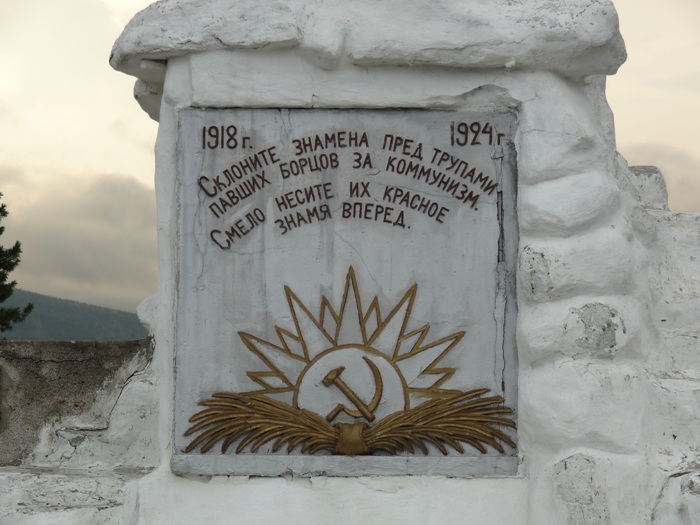 1918 г. 1924 г.
Склоните знамена пред трупами
павших борцов за коммунизм.
Смело несите их красное
знамя вперед.